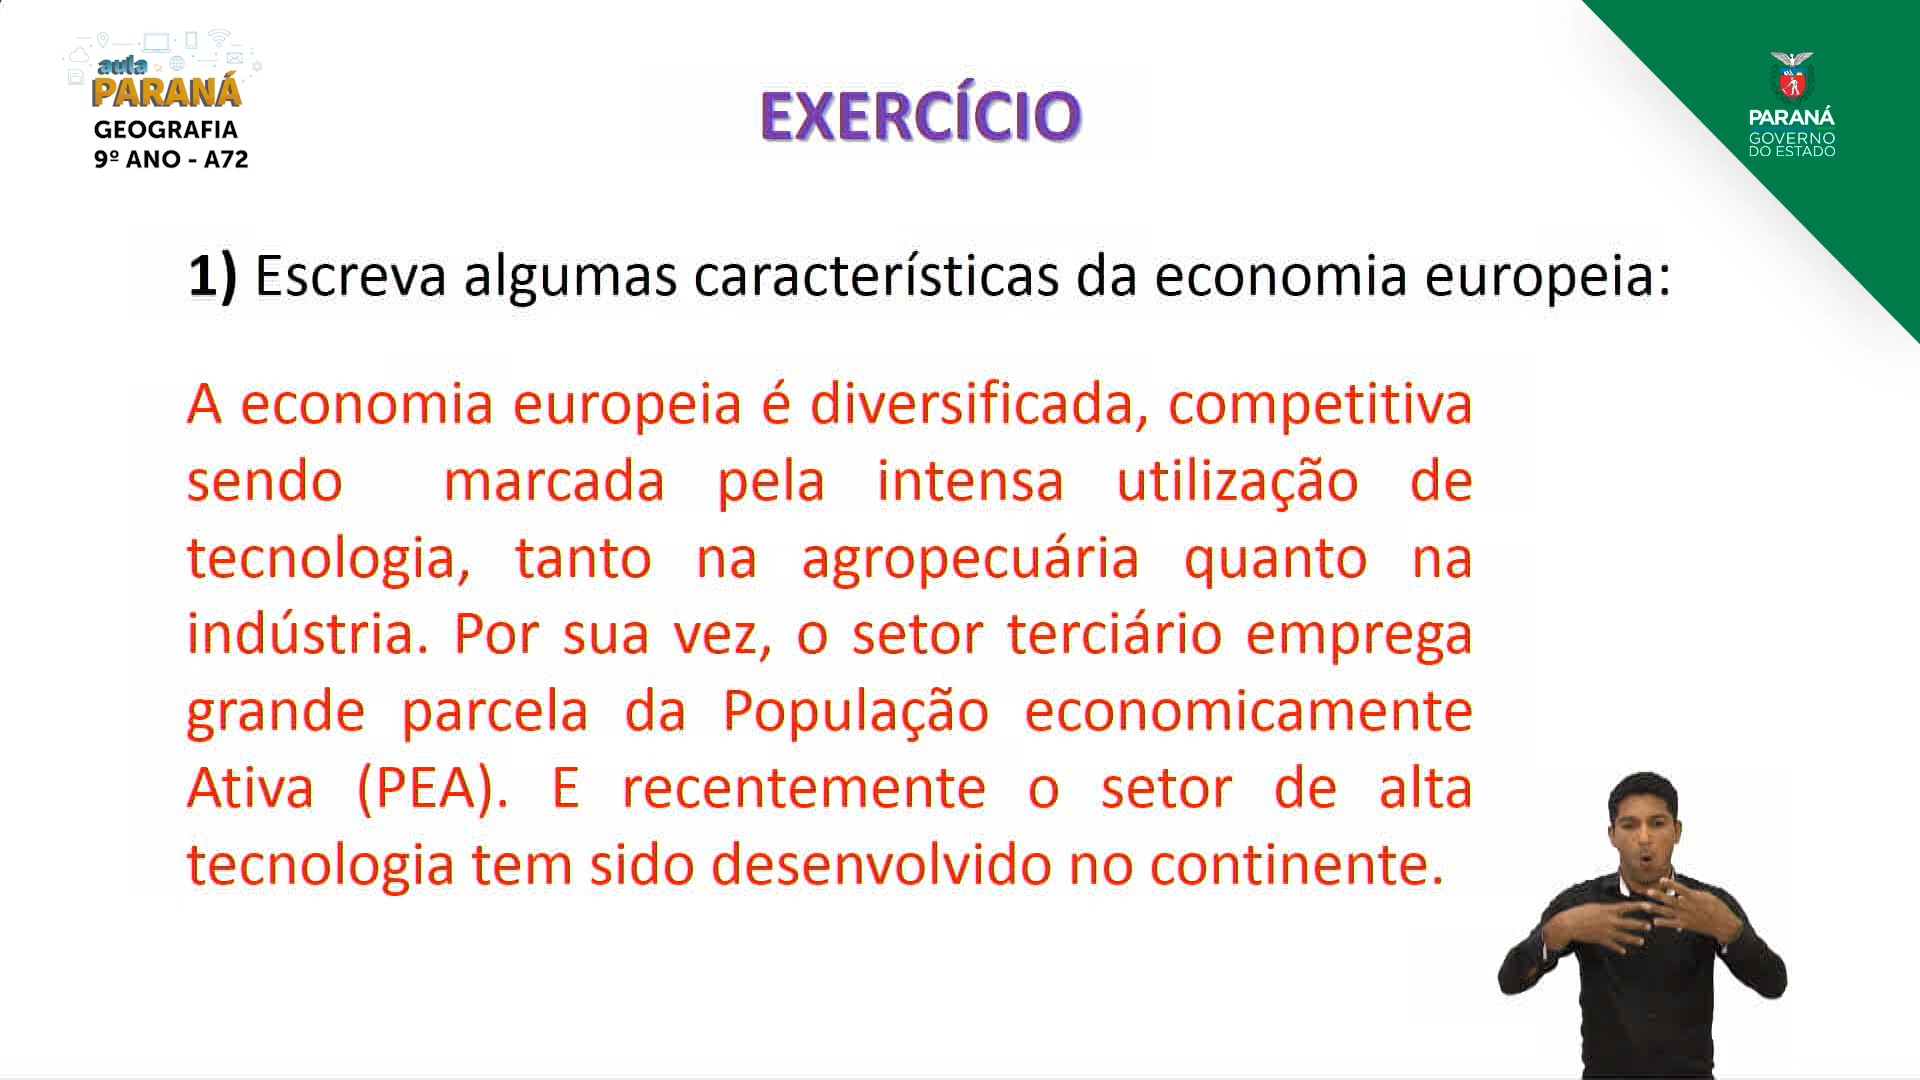 aula
PARANÁ
GEOGRAFIA
9º ANO - A72
EXERCÍCIO
PARANÁ
GOVERNO
DO ESTADO
1) Escreva algumas características da economia europeia:
A economia europeia é diversificada, competitiva
sendo marcada pela intensa utilização de
tecnologia, tanto na agropecuária quanto na
indústria. Por sua vez, o setor terciário emprega
grande parcela da População economicamente
Ativa (PEA). E recentemente o setor de alta
tecnologia tem sido desenvolvido no continente.